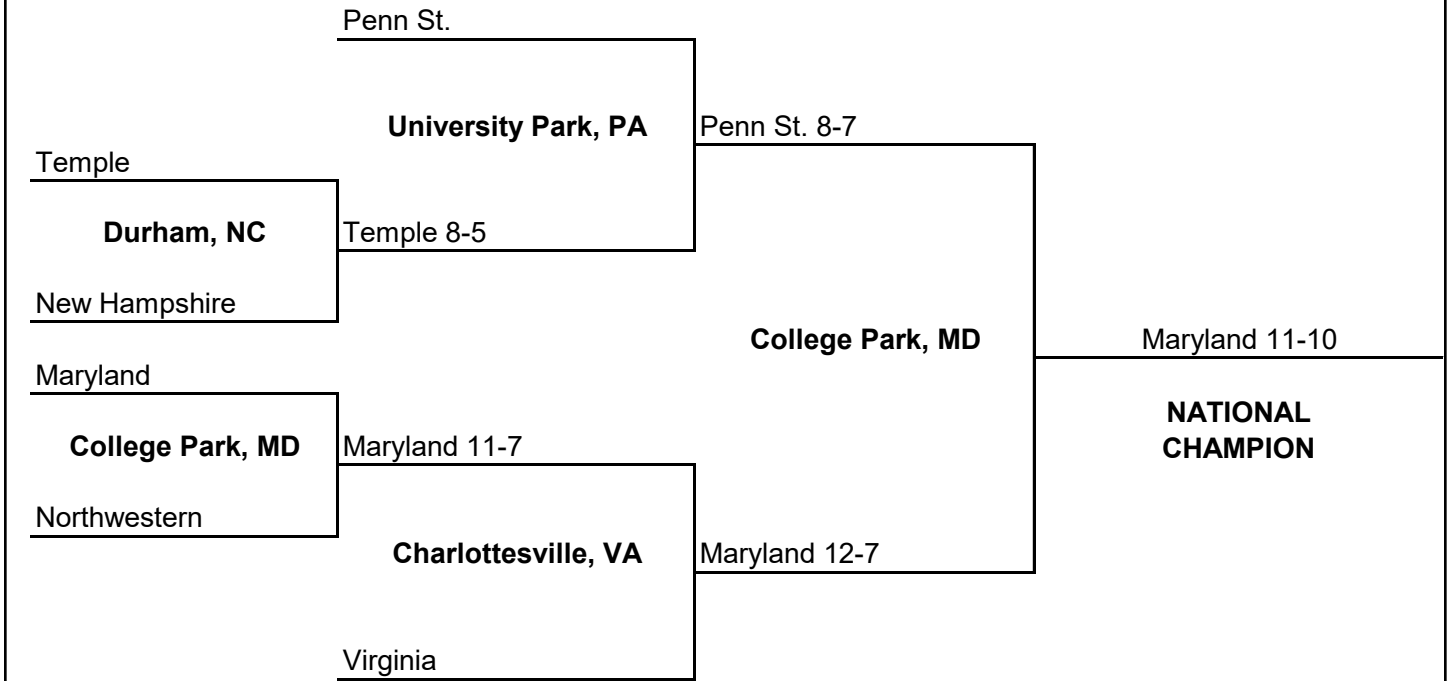 Penn St.
University Park, PA
Penn St. 8-7
Temple
Durham, NC
Temple 8-5
New Hampshire
College Park, MD
Maryland 11-10
Maryland
NATIONAL
CHAMPION
College Park, MD
Maryland 11-7
Northwestern
Charlottesville, VA
Maryland 12-7
Virginia